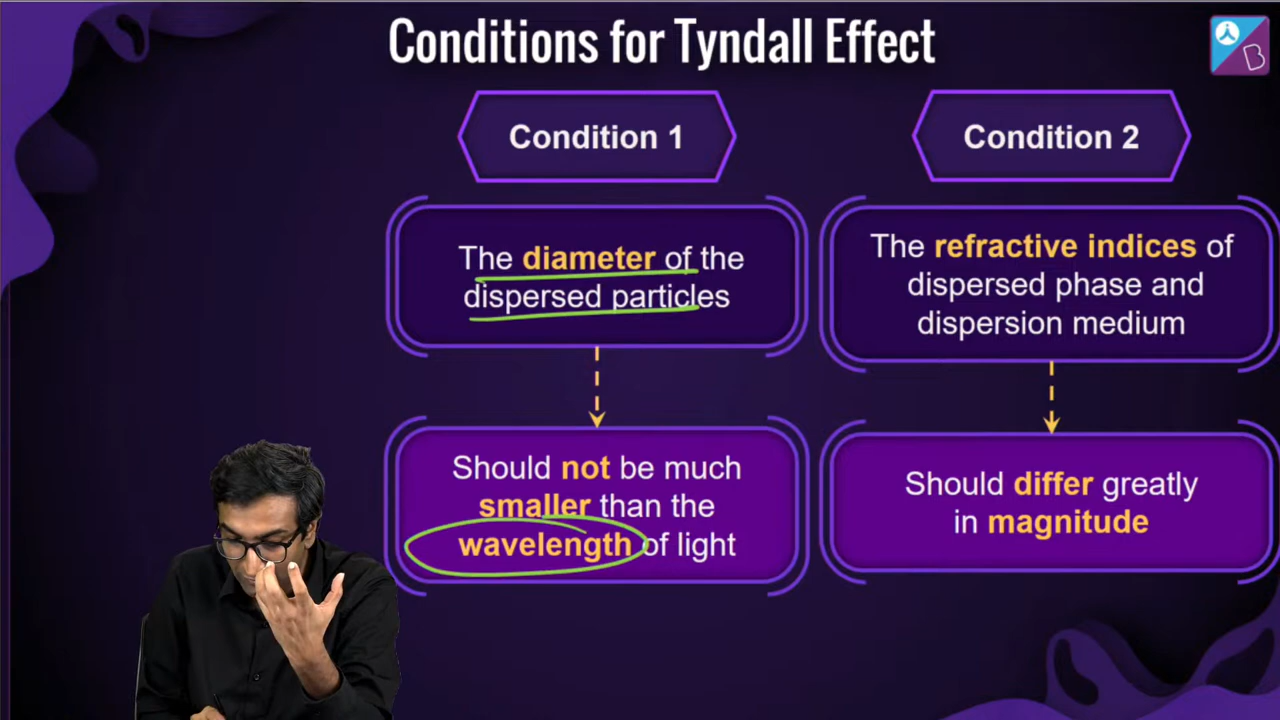 Conditions for Tyndall Effect
B
Condition 1
The diameter of the
dispersed particles
Should not be much
smaller than the
wavelength of light
Condition 2
The refractive indices of
dispersed phase and
dispersion medium
Should differ greatly
in magnitude